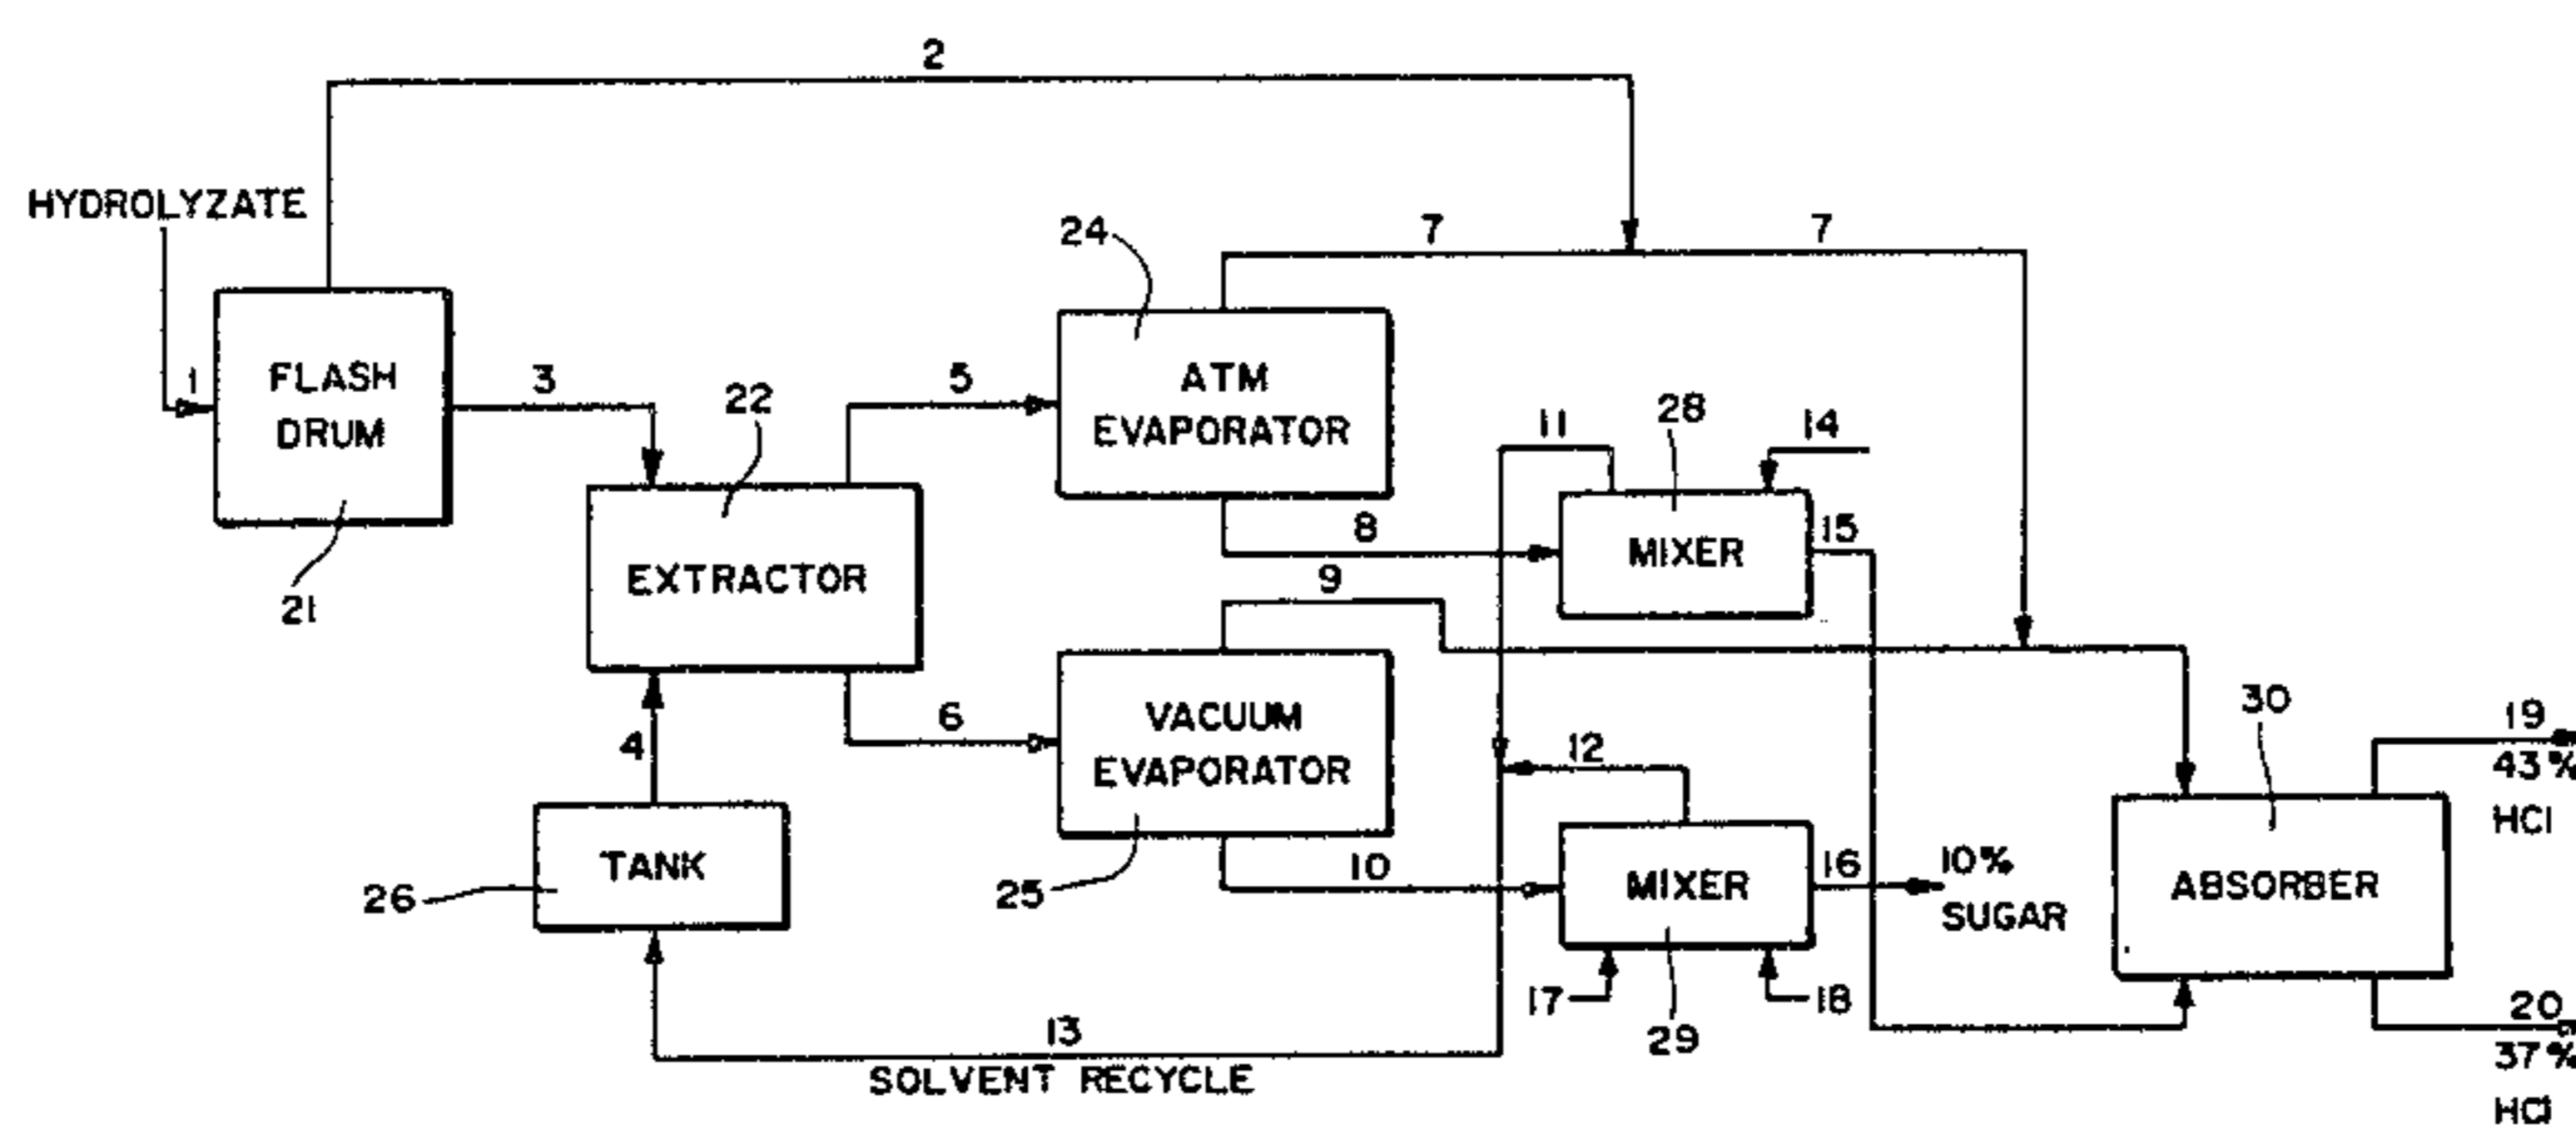 2
HYDROLYZATE
24
7
7
1
FLASH
DRUM
3
22
5
ATM
EVAPORATOR
11
28
14
8
MIXER
15
EXTRACTOR
9
21
6
VACUUM
EVAPORATOR
30
19
43%
HCl
4
12
TANK
26
25
10
MIXER
16
10%
SUGAR
ABSORBER
17
18
29
13
SOLVENT RECYCLE
20
37%
HCl